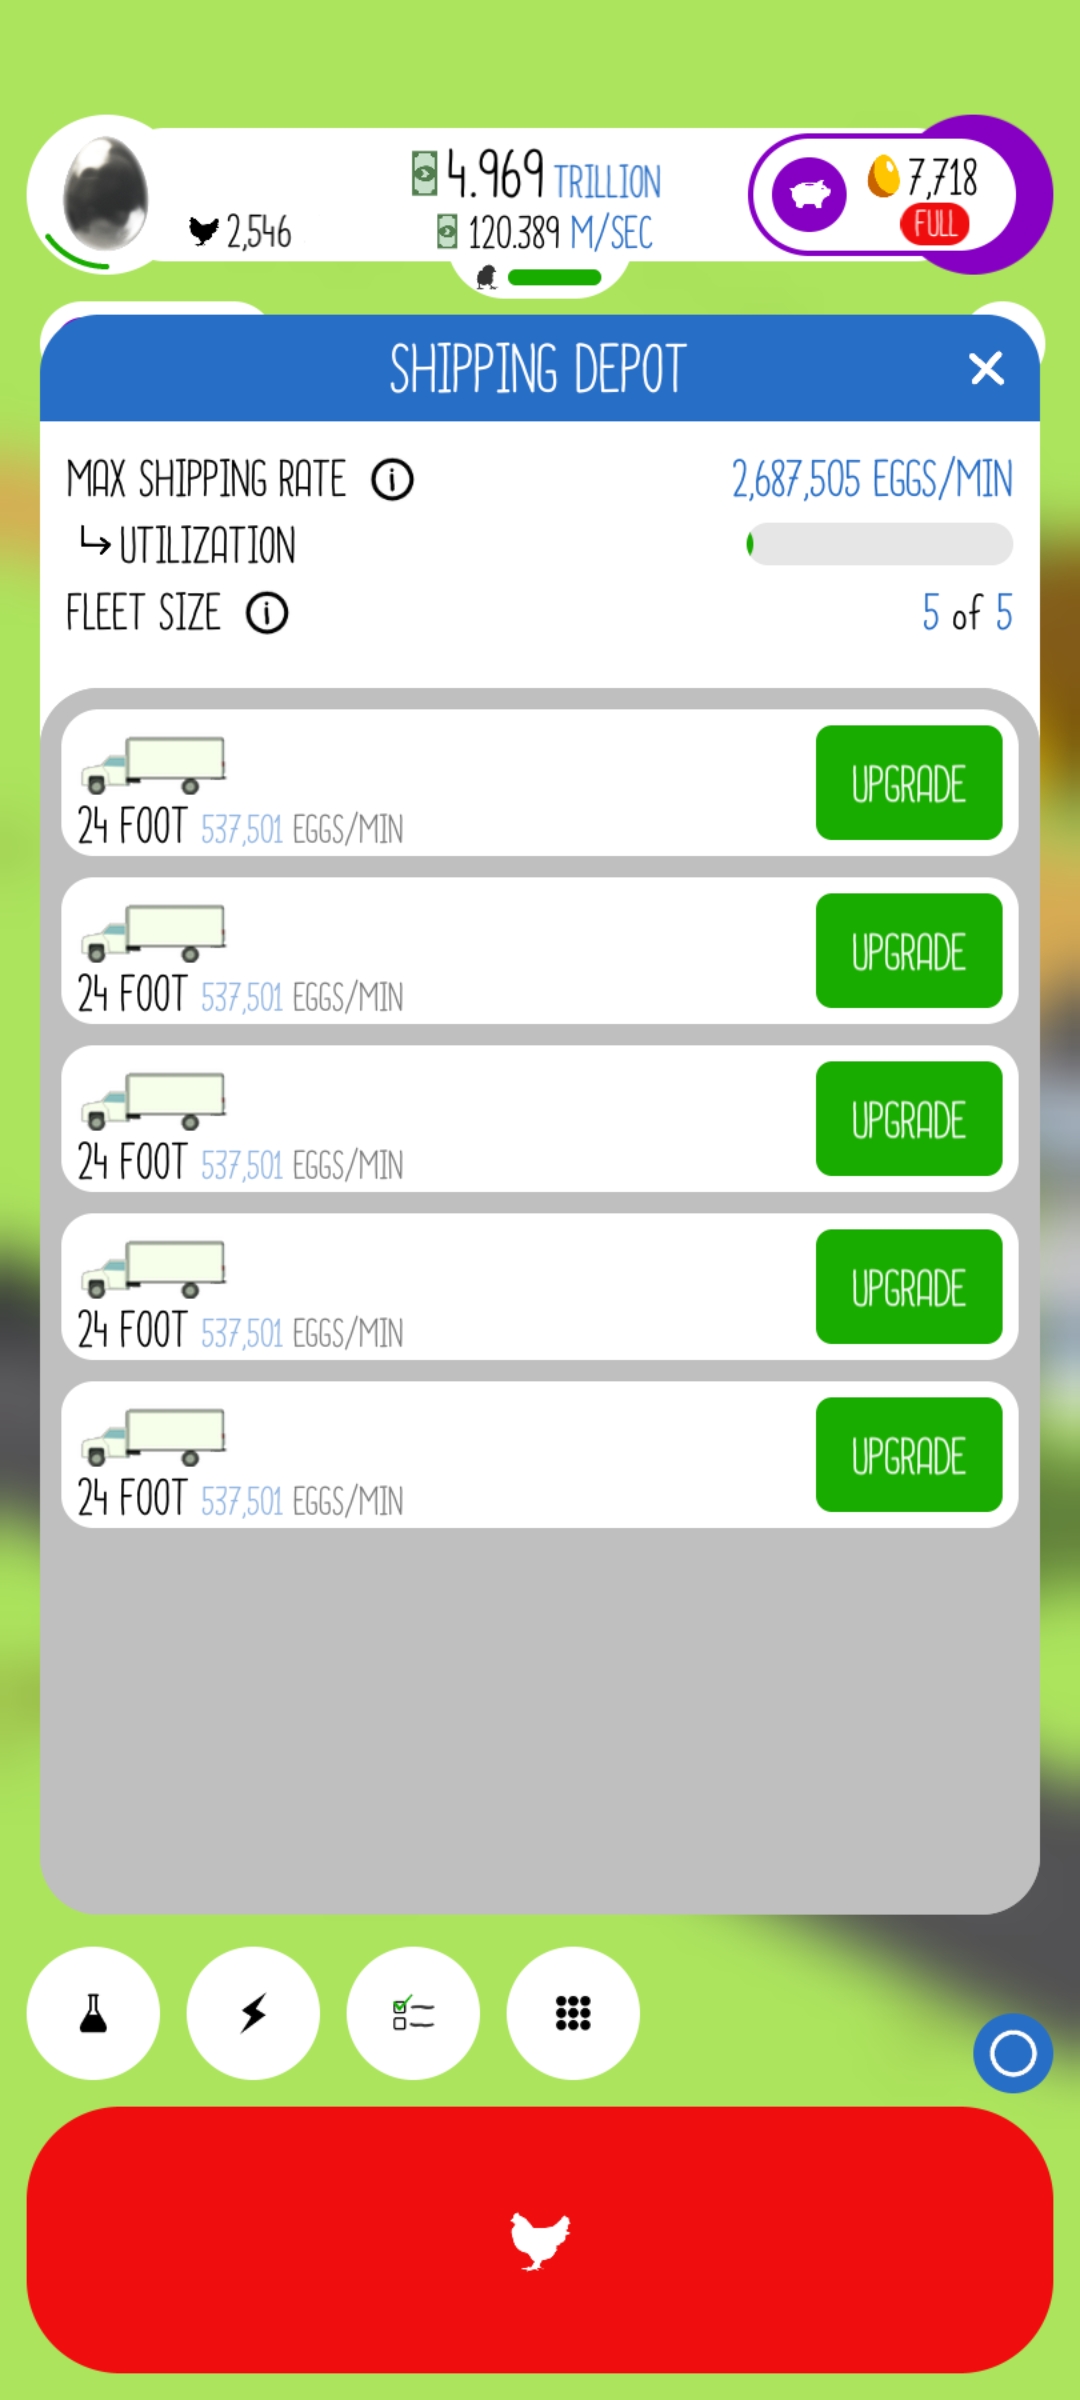 4.969 TRILLION
7,718
2,546
120.389 M/SEC
FULL
SHIPPING DEPOT
MAX SHIPPING RATE
2,687,505 EGGS/MIN
UTILIZATION
FLEET SIZE
5 of 5
24 FOOT 537,501 EGGS/MIN
UPGRADE
24 FOOT 537,501 EGGS/MIN
UPGRADE
24 FOOT 537,501 EGGS/MIN
UPGRADE
24 FOOT 537,501 EGGS/MIN
UPGRADE
24 FOOT 537,501 EGGS/MIN
UPGRADE